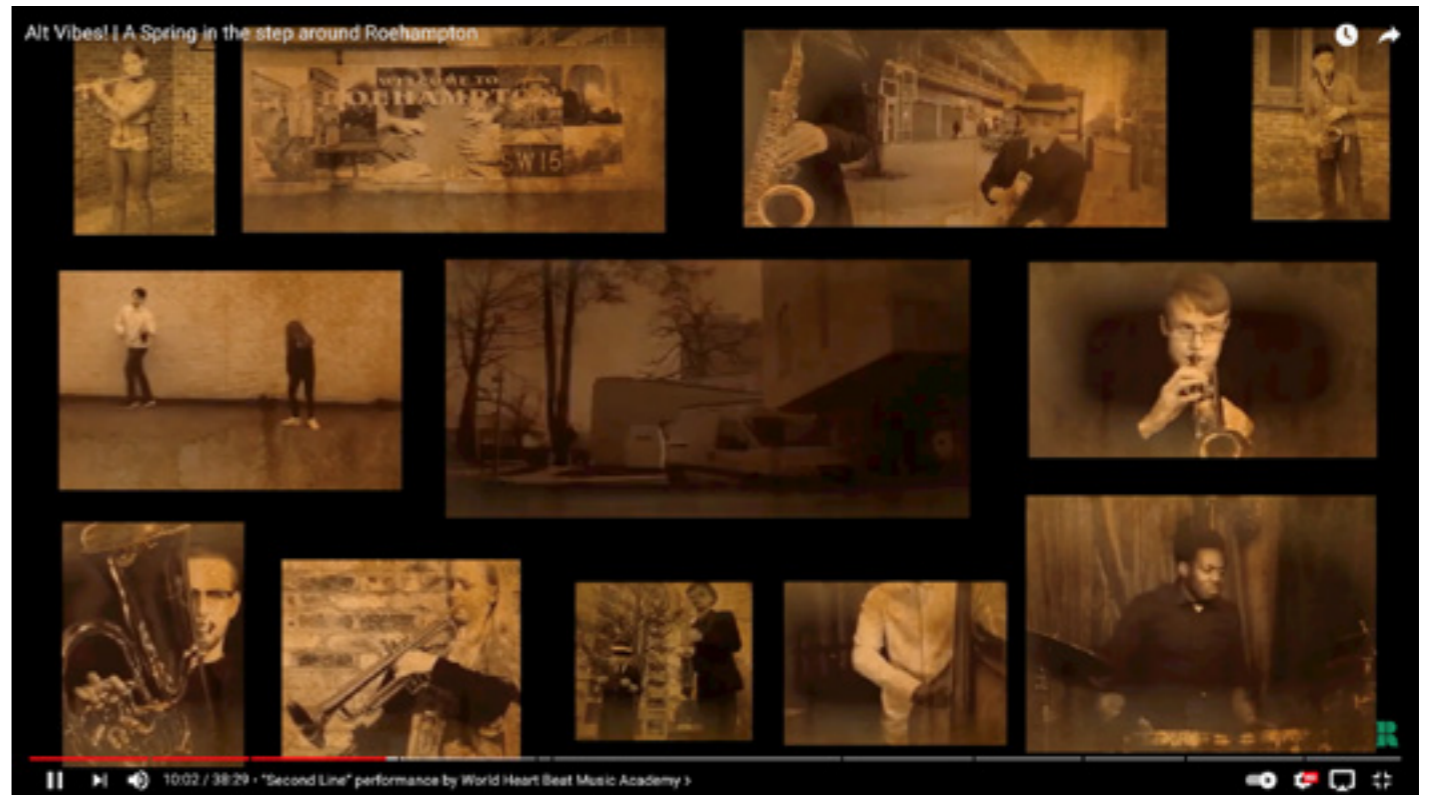 Alt Vibes! | A Spring in the step around Roehampton
WELCOME TO
ROEHAMPTON
SW15
R
10:02 / 38:29 • "Second Line" performance by World Heart Beat Music Academy >